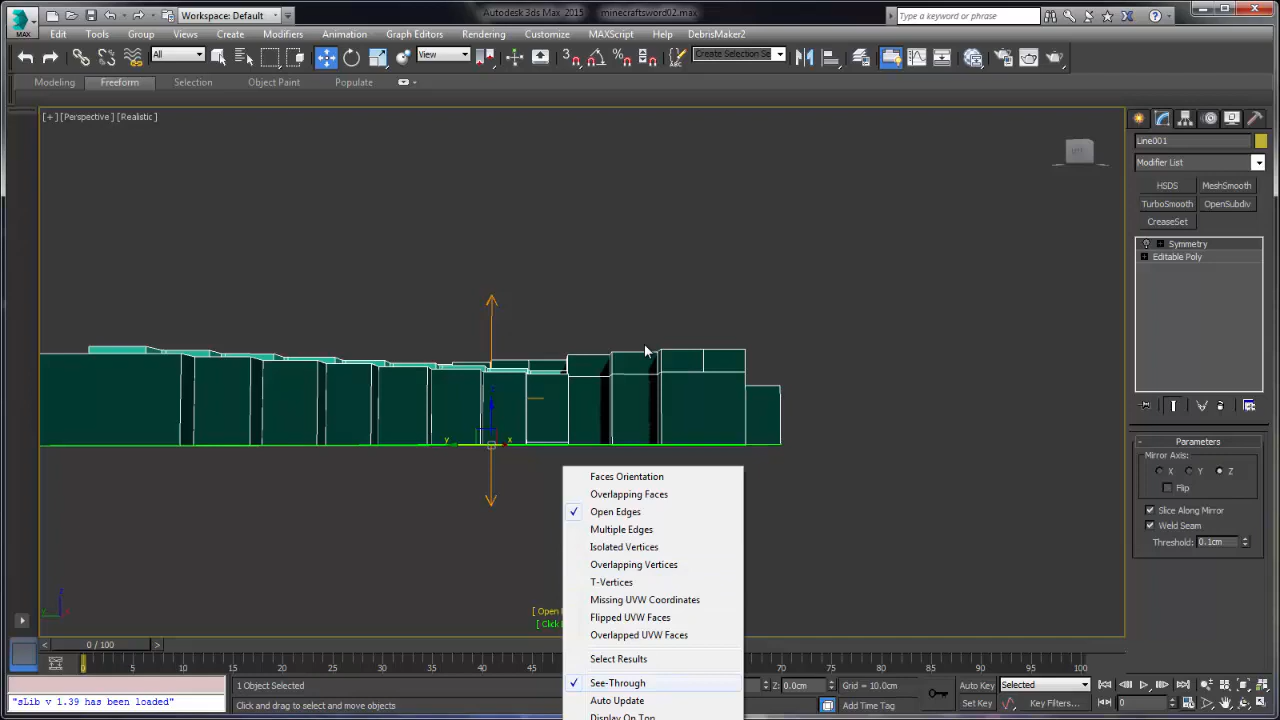 Workspace: Default
Autodesk 3ds Max 2015
minecraftsword02.max
Type a keyword or phrase
MAX
Edit
Tools
Group
Views
Create
Modifiers
Animation
Graph Editors
Rendering
Customize
MAXScript
Help
DebrisMaker2
All
View
Create Selection Se
Modeling
Freeform
Selection
Object Paint
Populate
[+] [Perspective] [Realistic]
Line001
Modifier List
HSDS
MeshSmooth
TurboSmooth
OpenSubdiv
CreaseSet
Symmetry
Editable Poly
Parameters
Mirror Axis:
X
Y
Z
Flip
Slice Along Mirror
Weld Seam
Threshold: 0.1cm
y
x
Faces Orientation
Overlapping Faces
Open Edges
Multiple Edges
Isolated Vertices
Overlapping Vertices
T-Vertices
Missing UVW Coordinates
Flipped UVW Faces
Overlapped UVW Faces
Select Results
See-Through
Auto Update
Display On Top
[ Open
[ Click
0 / 100
0 5 10 15 20 25 30 35 40 45 75 80 85 90 95 100
1 Object Selected
Click and drag to select and move objects
"sLib v 1.39 has been loaded"
Z: 0.0cm
Grid = 10.0cm
Add Time Tag
Auto Key
Selected
Set Key
Key Filters...
0